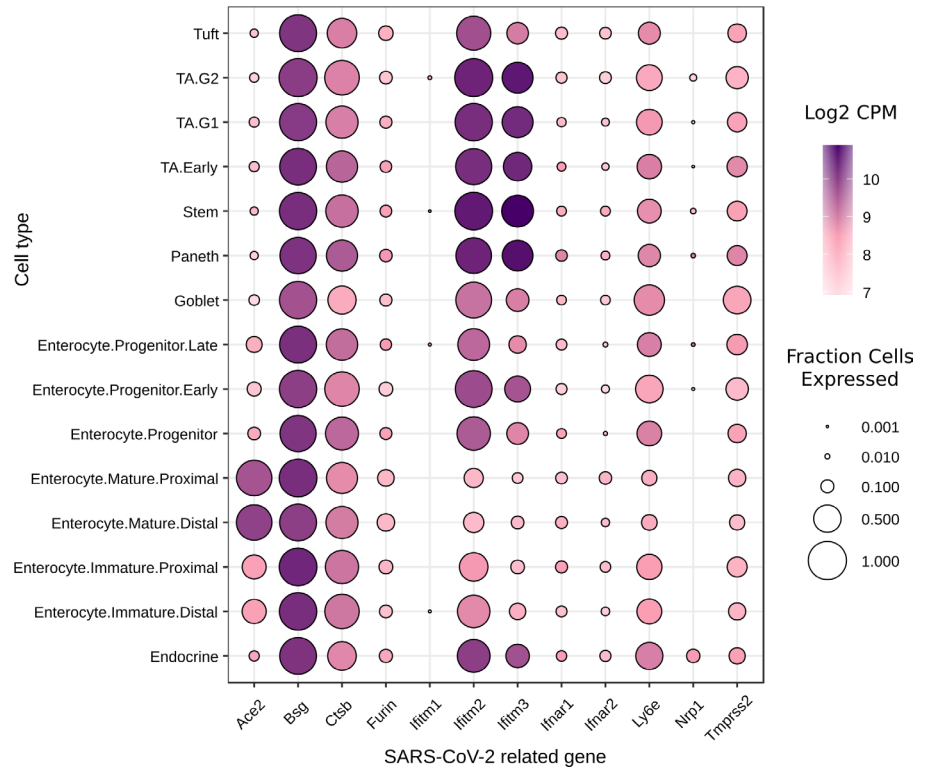 Tuft
TA.G2
TA.G1
TA.Early
Stem
Paneth
Goblet
Enterocyte.Progenitor.Late
Enterocyte.Progenitor.Early
Enterocyte.Progenitor
Enterocyte.Mature.Proximal
Enterocyte.Mature.Distal
Enterocyte.Immature.Proximal
Enterocyte.Immature.Distal
Endocrine
Cell type
Ace2
Bsg
Ctsb
Furin
Ifitm1
Ifitm2
Ifitm3
Ifnar1
Ifnar2
Ly6e
Nrp1
Tmprss2
SARS-CoV-2 related gene
Log2 CPM
10
9
8
7
Fraction Cells
Expressed
0.001
0.010
0.100
0.500
1.000